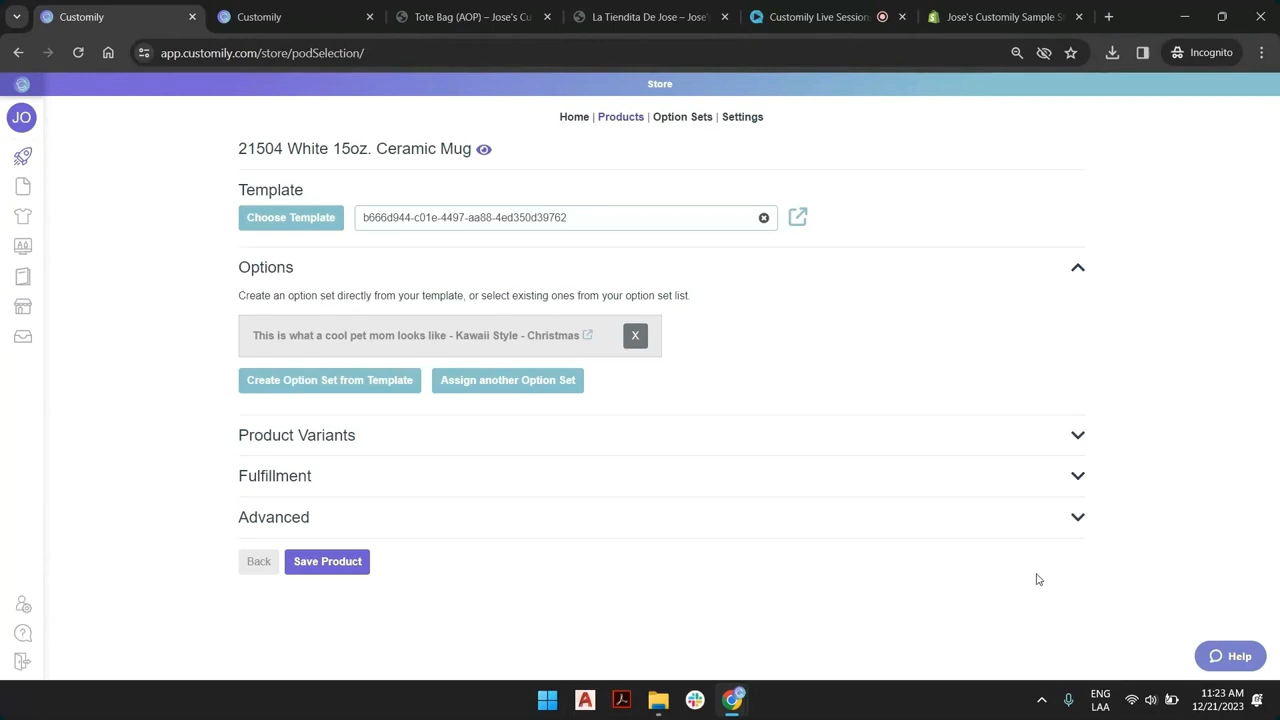 Customily
Customily
Tote Bag (AOP) – Jose's Cu
La Tiendita De Jose – Jose'
Customily Live Session
Jose's Customily Sample S
app.customily.com/store/podSelection/
Incognito
Store
JO
Home | Products | Option Sets | Settings
21504 White 15oz. Ceramic Mug
Template
Choose Template
b666d944-c01e-4497-aa88-4ed350d39762
Options
Create an option set directly from your template, or select existing ones from your option set list.
This is what a cool pet mom looks like - Kawaii Style - Christmas
X
Create Option Set from Template
Assign another Option Set
Product Variants
Fulfillment
Advanced
Back
Save Product
Help
ENG
LAA
11:23 AM
12/21/2023